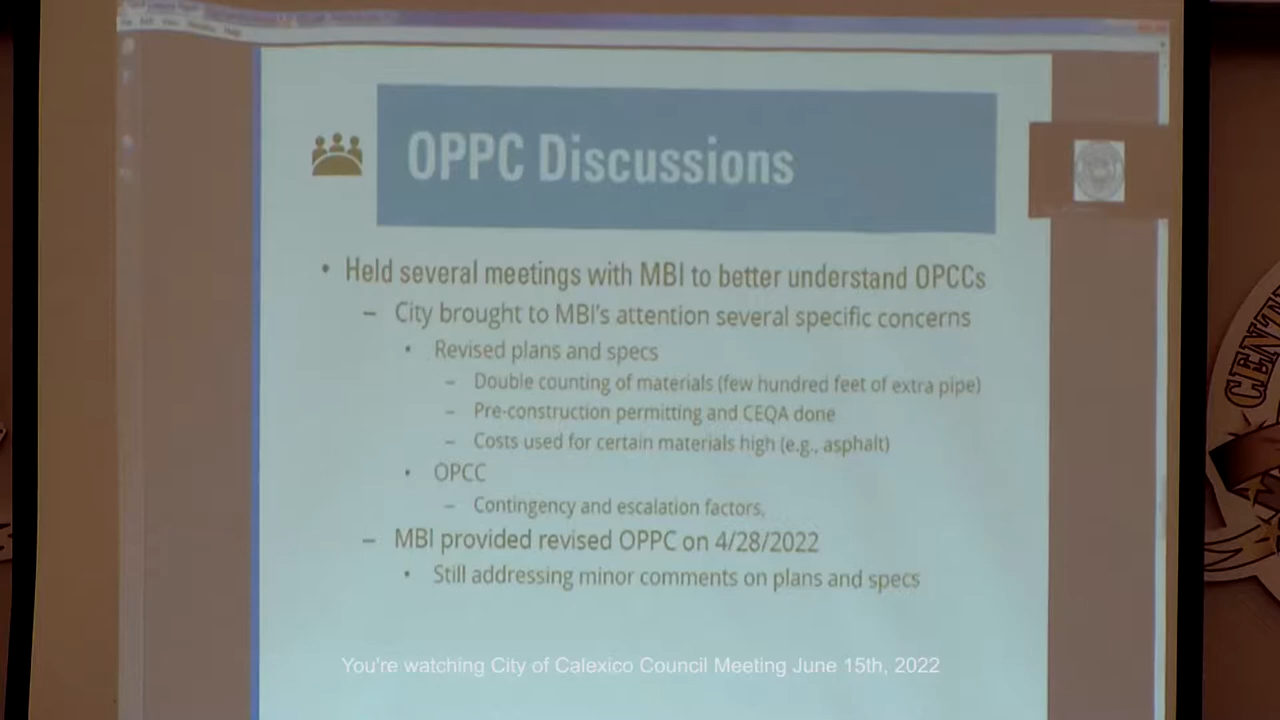 OPPC Discussions
• Held several meetings with MBI to better understand OPCCs
– City brought to MBI's attention several specific concerns
• Revised plans and specs
– Double counting of materials (few hundred feet of extra pipe)
– Pre-construction permitting and CEQA done
– Costs used for certain materials high (e.g., asphalt)
• OPCC
– Contingency and escalation factors,
– MBI provided revised OPPC on 4/28/2022
• Still addressing minor comments on plans and specs
You're watching City of Calexico Council Meeting June 15th, 2022